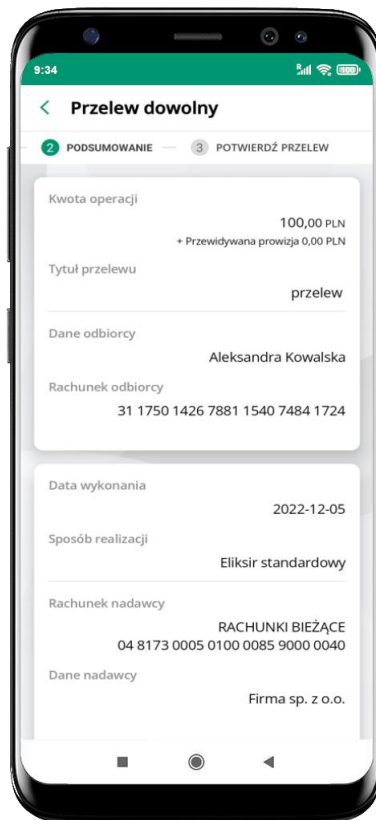 9:34
Przelew dowolny
2 PODSUMOWANIE 3 POTWIERDŹ PRZELEW
Kwota operacji
100,00 PLN
+ Przewidywana prowizja 0,00 PLN
Tytuł przelewu
przelew
Dane odbiorcy
Aleksandra Kowalska
Rachunek odbiorcy
31 1750 1426 7881 1540 7484 1724
Data wykonania
2022-12-05
Sposób realizacji
Eliksir standardowy
Rachunek nadawcy
RACHUNKI BIEŻĄCE
04 8173 0005 0100 0085 9000 0040
Dane nadawcy
Firma sp. z o.o.